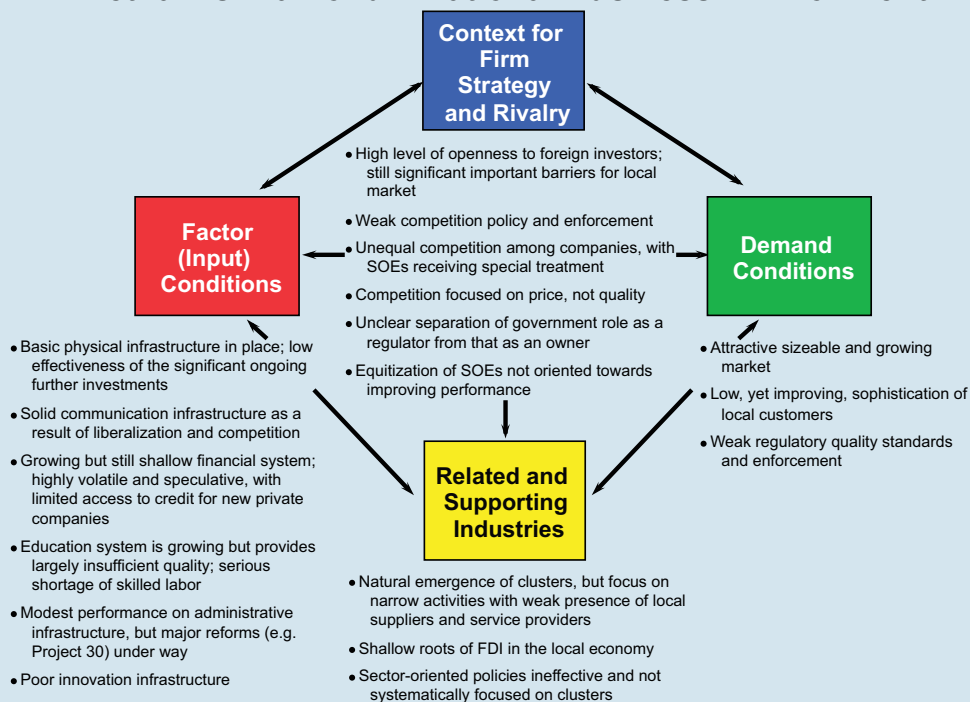 Context for
Firm
Strategy
and Rivalry
• High level of openness to foreign investors;
still significant important barriers for local
market
• Weak competition policy and enforcement
• Unequal competition among companies, with
SOEs receiving special treatment
• Competition focused on price, not quality
• Unclear separation of government role as a
regulator from that as an owner
• Equitization of SOEs not oriented towards
improving performance
Factor
(Input)
Conditions
• Basic physical infrastructure in place; low
effectiveness of the significant ongoing
further investments
• Solid communication infrastructure as a
result of liberalization and competition
• Growing but still shallow financial system;
highly volatile and speculative, with
limited access to credit for new private
companies
• Education system is growing but provides
largely insufficient quality; serious
shortage of skilled labor
• Modest performance on administrative
infrastructure, but major reforms (e.g.
Project 30) under way
• Poor innovation infrastructure
Demand
Conditions
• Attractive sizeable and growing
market
• Low, yet improving, sophistication of
local customers
• Weak regulatory quality standards
and enforcement
Related and
Supporting
Industries
• Natural emergence of clusters, but focus on
narrow activities with weak presence of local
suppliers and service providers
• Shallow roots of FDI in the local economy
• Sector-oriented policies ineffective and not
systematically focused on clusters